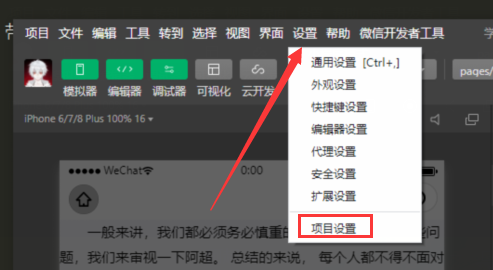 项目 文件 编辑 工具 转到 选择 视图 界面 设置 帮助 微信开发者工具
模拟器 编辑器 调试器 可视化 云开发 pages/
通用设置 [Ctrl+,]
外观设置
快捷键设置
编辑器设置
代理设置
安全设置
扩展设置
项目设置
iPhone 6/7/8 Plus 100% 16
WeChat 0:00
一般来讲，我们都必须务必慎重的
问
题，我们来审视一下阿超。 总结的来说， 每个人都不得不面对